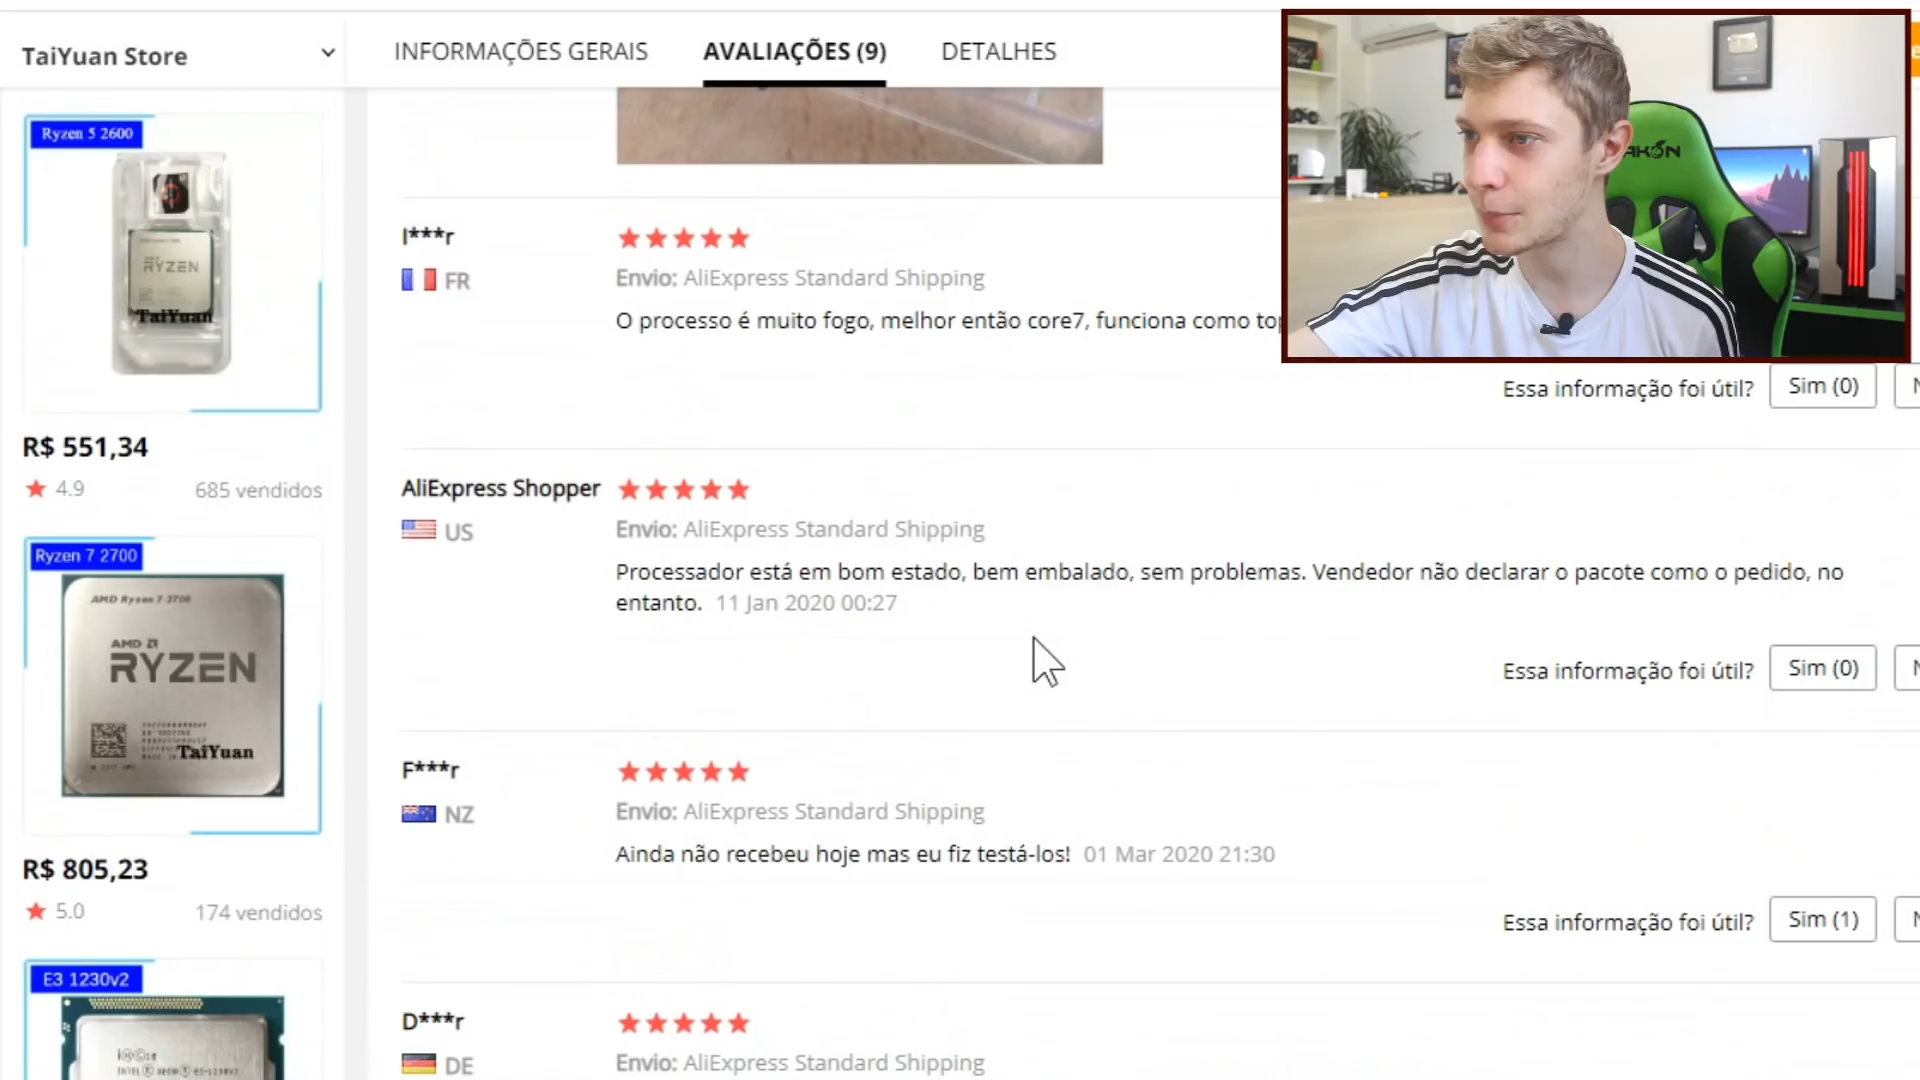 TaiYuan Store
INFORMAÇÕES GERAIS
AVALIAÇÕES (9)
DETALHES
Ryzen 5 2600
RYZEN
TaiYuan
R$ 551,34
4.9
685 vendidos
Ryzen 7 2700
AMD Ryzen 7 2700
AMD
RYZEN
TaiYuan
R$ 805,23
5.0
174 vendidos
E3 1230v2
I***r
FR
Envio: AliExpress Standard Shipping
O processo é muito fogo, melhor então core7, funciona como top
Essa informação foi útil?
Sim (0)
AliExpress Shopper
US
Envio: AliExpress Standard Shipping
Processador está em bom estado, bem embalado, sem problemas. Vendedor não declarar o pacote como o pedido, no
entanto. 11 Jan 2020 00:27
Essa informação foi útil?
Sim (0)
F***r
NZ
Envio: AliExpress Standard Shipping
Ainda não recebeu hoje mas eu fiz testá-los! 01 Mar 2020 21:30
Essa informação foi útil?
Sim (1)
D***r
DE
Envio: AliExpress Standard Shipping